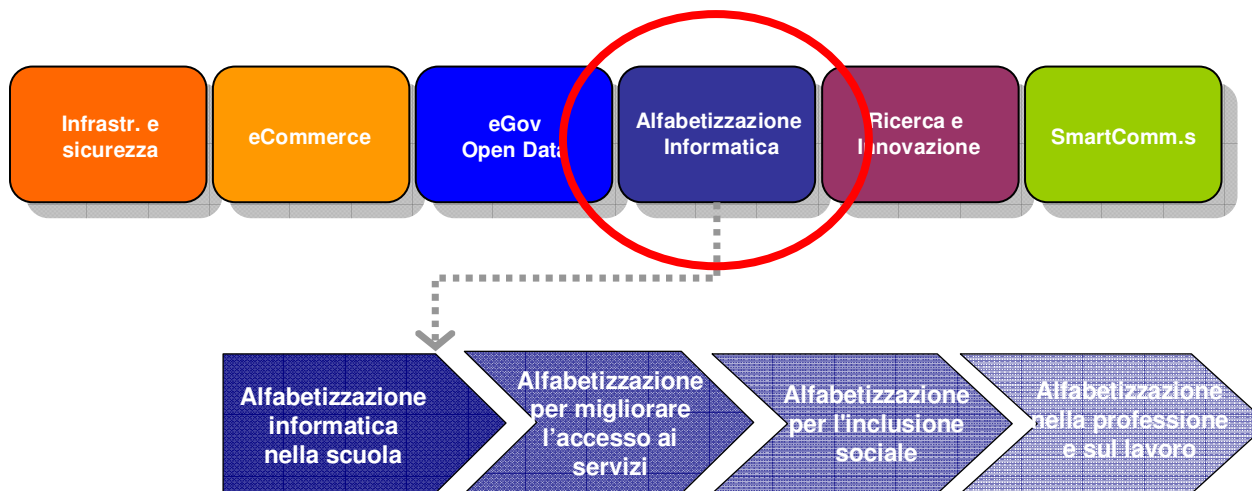 Infrastr. e
sicurezza
eCommerce
eGov
Open Data
Alfabetizzazione
Informatica
Ricerca e
Innovazione
SmartComm.s
Alfabetizzazione
informatica
nella scuola
Alfabetizzazione
per migliorare
l’accesso ai
servizi
Alfabetizzazione
per l'inclusione
sociale
Alfabetizzazione
nella professione
e sul lavoro